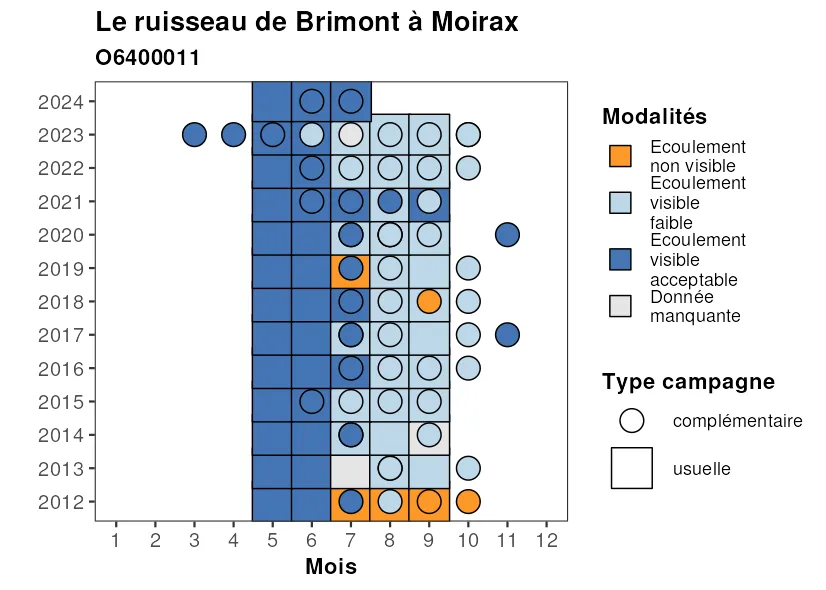 Le ruisseau de Brimont à Moirax
O6400011
2024
2023
2022
2021
2020
2019
2018
2017
2016
2015
2014
2013
2012
1 2 3 4 5 6 7 8 9 10 11 12
Mois
Modalités
Ecoulement
non visible
Ecoulement
visible
faible
Ecoulement
visible
acceptable
Donnée
manquante
Type campagne
complémentaire
usuelle